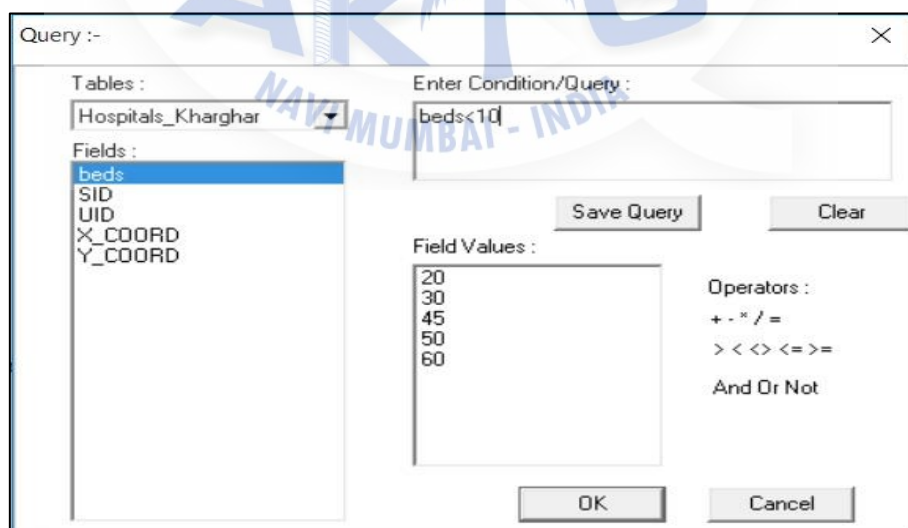 AKTC
NAVI MUMBAI - INDIA
Query :-
Tables :
Hospitals_Kharghar
Fields :
beds
SID
UID
X_COORD
Y_COORD
Enter Condition/Query :
beds<10
Save Query
Clear
Field Values :
20
30
45
50
60
Operators :
+ - * / =
> < <> <= >=
And Or Not
OK
Cancel